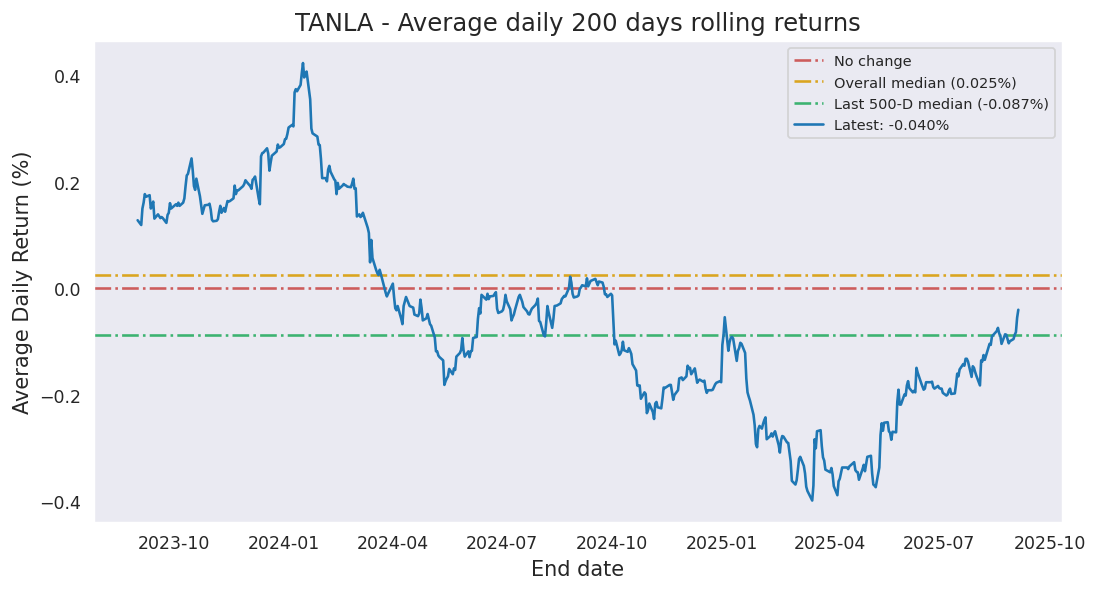 TANLA - Average daily 200 days rolling returns
No change
Overall median (0.025%)
Last 500-D median (-0.087%)
Latest: -0.040%
Average Daily Return (%)
0.4
0.2
0.0
−0.2
−0.4
2023-10 2024-01 2024-04 2024-07 2024-10 2025-01 2025-04 2025-07 2025-10
End date